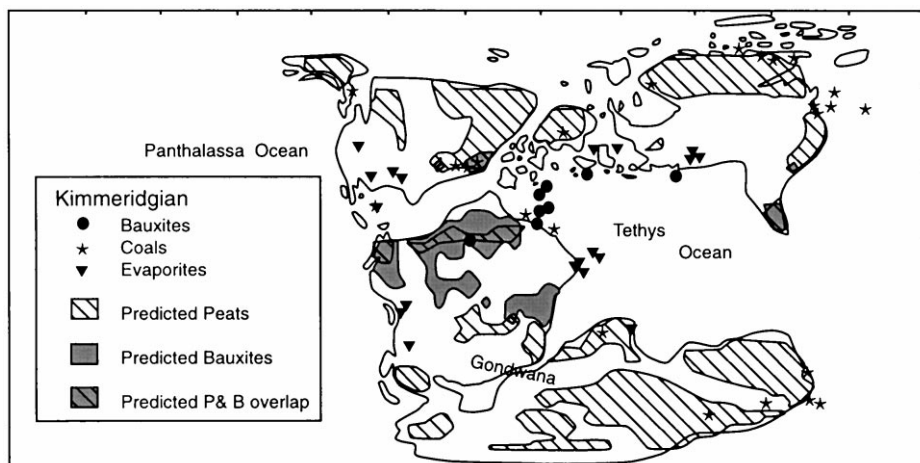 Panthalassa Ocean
Kimmeridgian
Bauxites
Coals
Evaporites
Predicted Peats
Predicted Bauxites
Predicted P& B overlap
Tethys
Ocean
Gondwana